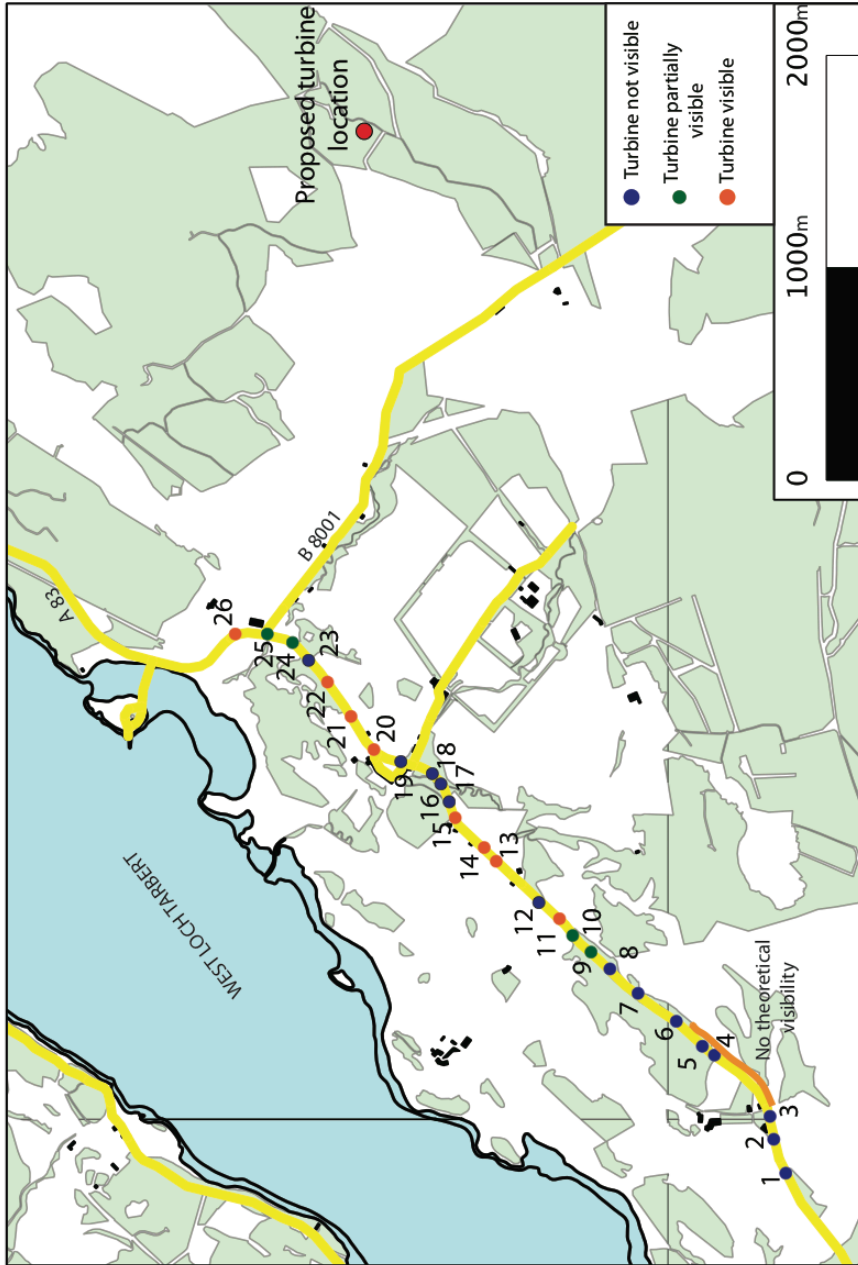 Proposed turbine
location
A 83
B 8001
WEST LOCH TARBERT
26
25
24
23
22
21
20
19
18
17
16
15
14
13
12
11
10
9
8
7
6
5
4
3
2
1
No theoretical
visibility
Turbine not visible
Turbine partially
visible
Turbine visible
0
1000m
2000m